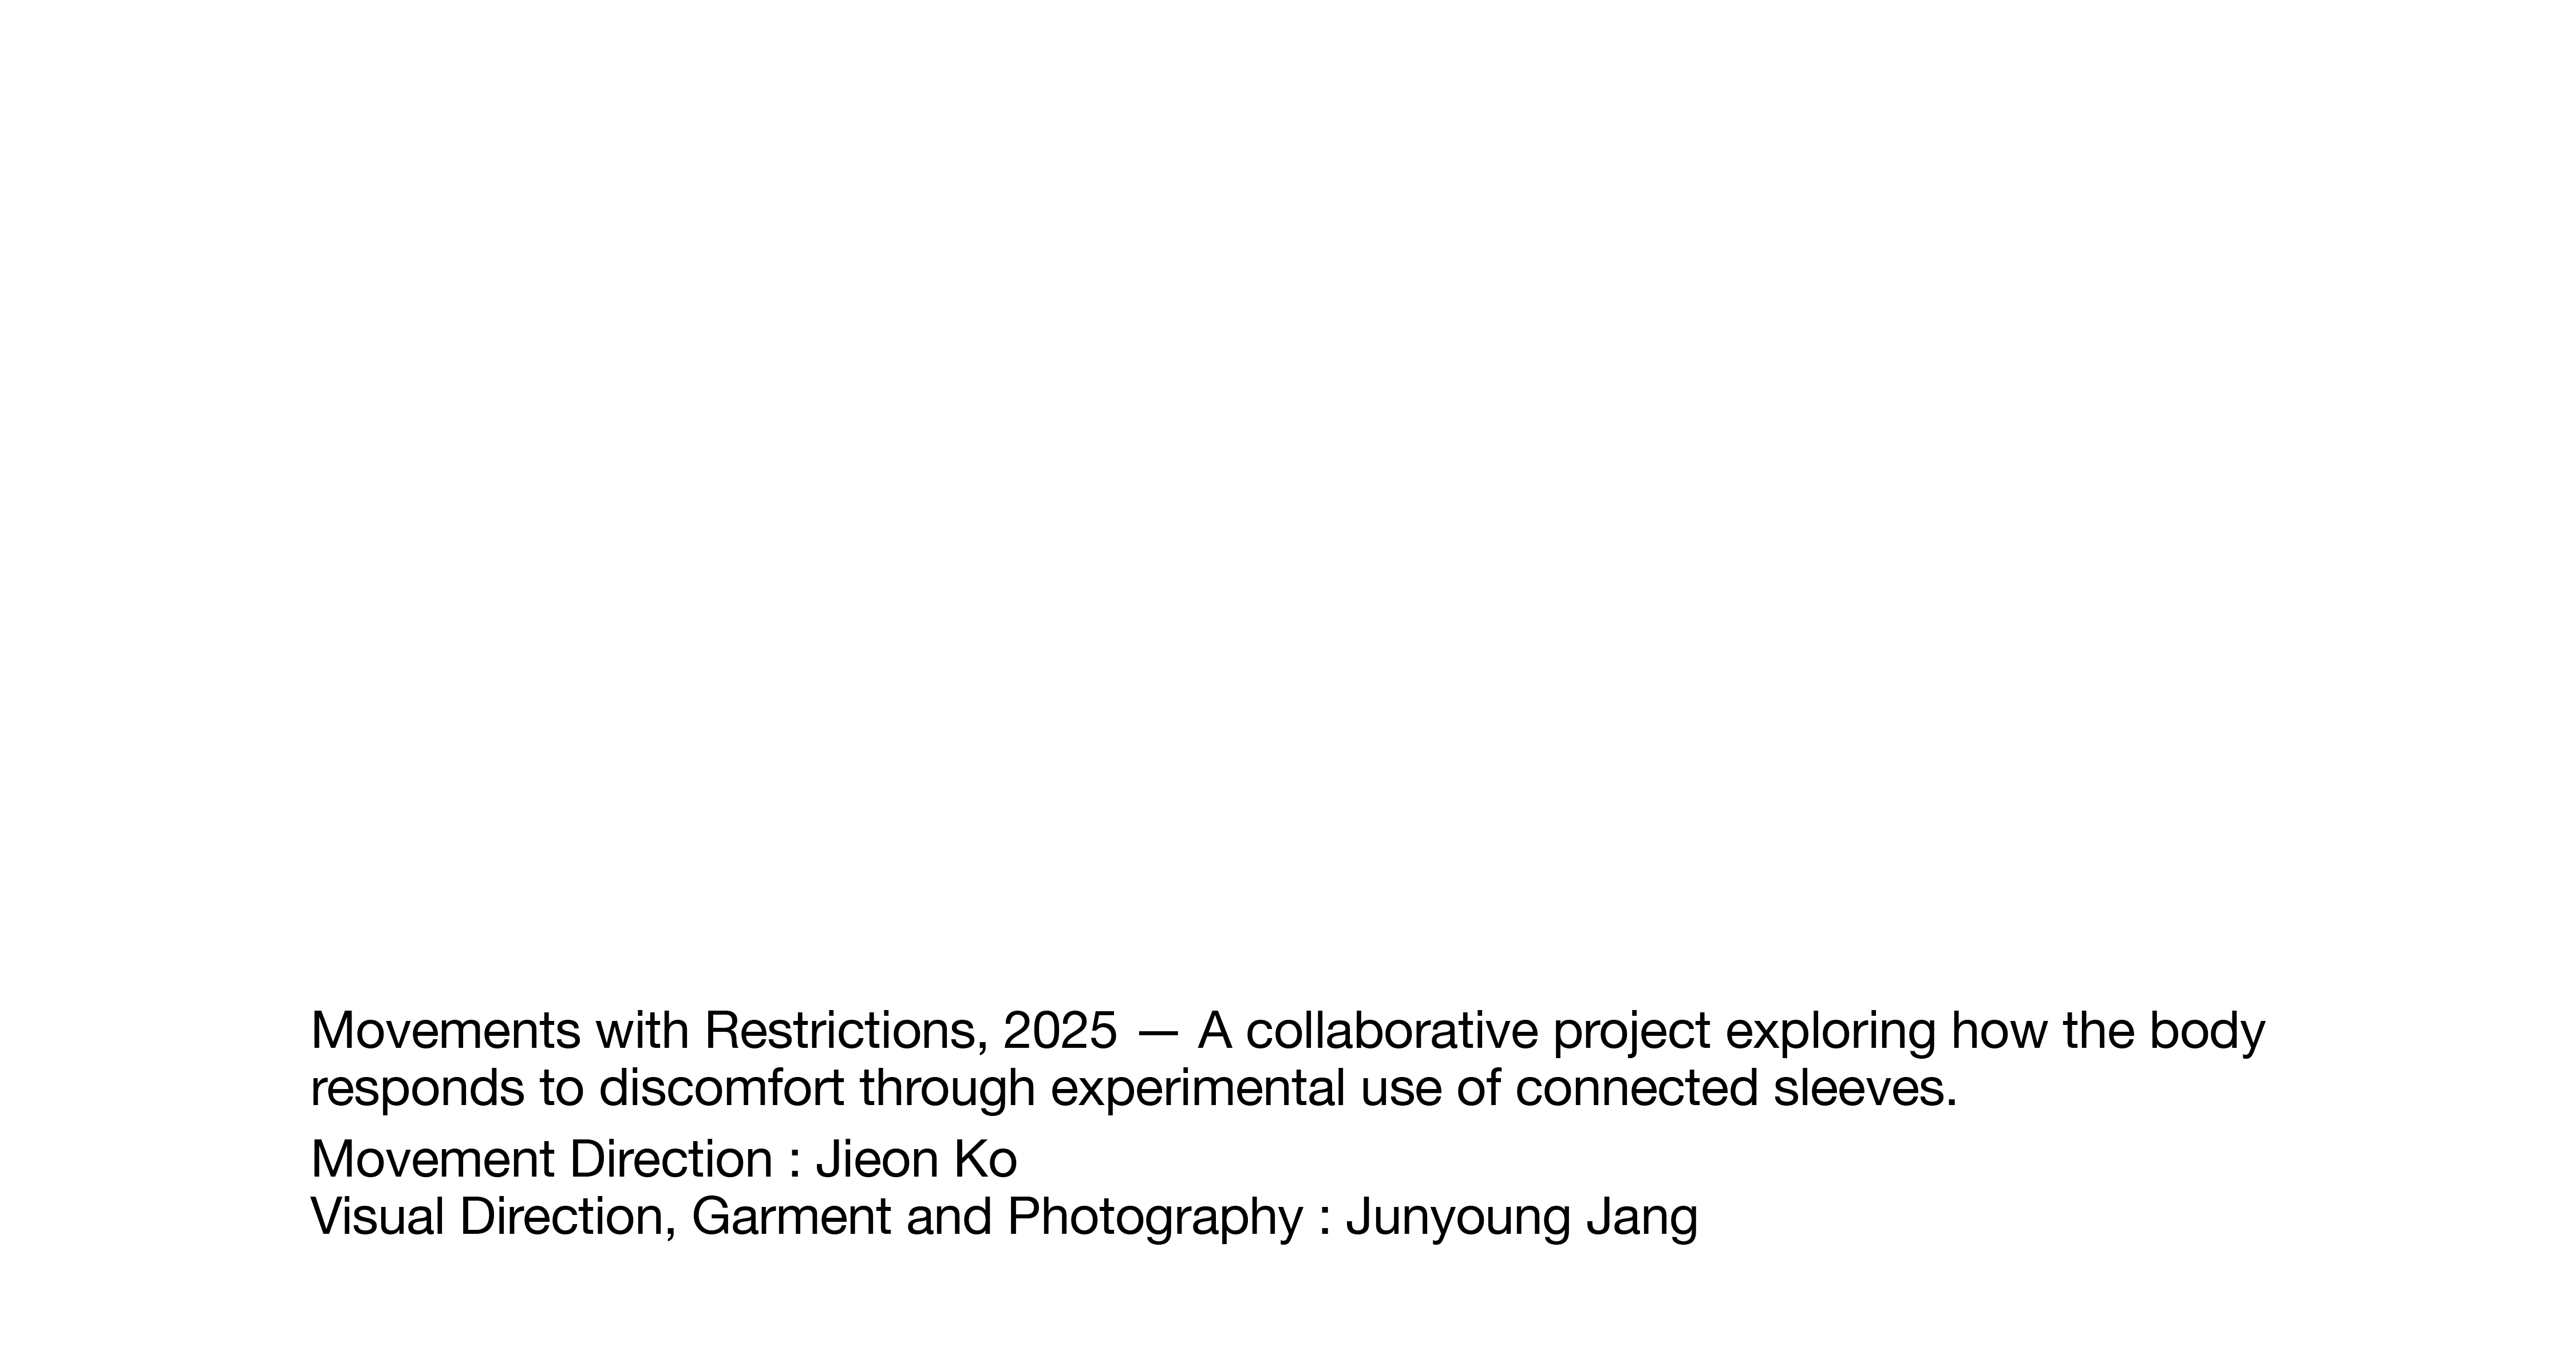 Movements with Restrictions, 2025 — A collaborative project exploring how the body
responds to discomfort through experimental use of connected sleeves.
Movement Direction : Jieon Ko
Visual Direction, Garment and Photography : Junyoung Jang